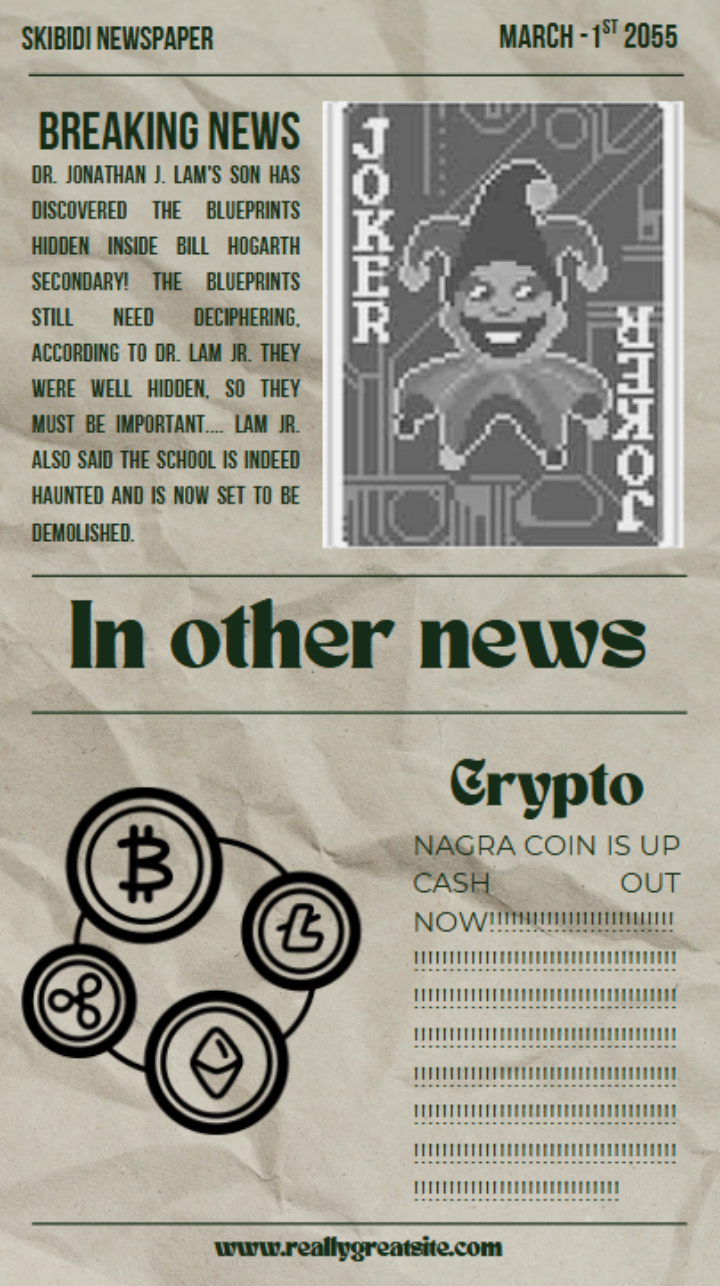 SKIBIDI NEWSPAPER
MARCH - 1ST 2055
BREAKING NEWS
DR. JONATHAN J. LAM'S SON HAS
DISCOVERED THE BLUEPRINTS
HIDDEN INSIDE BILL HOGARTH
SECONDARY! THE BLUEPRINTS
STILL NEED DECIPHERING,
ACCORDING TO DR. LAM JR. THEY
WERE WELL HIDDEN, SO THEY
MUST BE IMPORTANT.... LAM JR.
ALSO SAID THE SCHOOL IS INDEED
HAUNTED AND IS NOW SET TO BE
DEMOLISHED.
JOKER
JOKER
In other news
Crypto
NAGRA COIN IS UP
CASH OUT
NOW!!!!!!!!!!!!!!!!!!!!!!!!!!
!!!!!!!!!!!!!!!!!!!!!!!!!!!!!!!!!!!!!
!!!!!!!!!!!!!!!!!!!!!!!!!!!!!!!!!!!!!
!!!!!!!!!!!!!!!!!!!!!!!!!!!!!!!!!!!!!
!!!!!!!!!!!!!!!!!!!!!!!!!!!!!!!!!!!!!
!!!!!!!!!!!!!!!!!!!!!!!!!!!!!!!!!!!!!
!!!!!!!!!!!!!!!!!!!!!!!!!!!!!!!!!!!!!
!!!!!!!!!!!!!!!!!!!!!!!!!!!!!
www.reallygreatsite.com